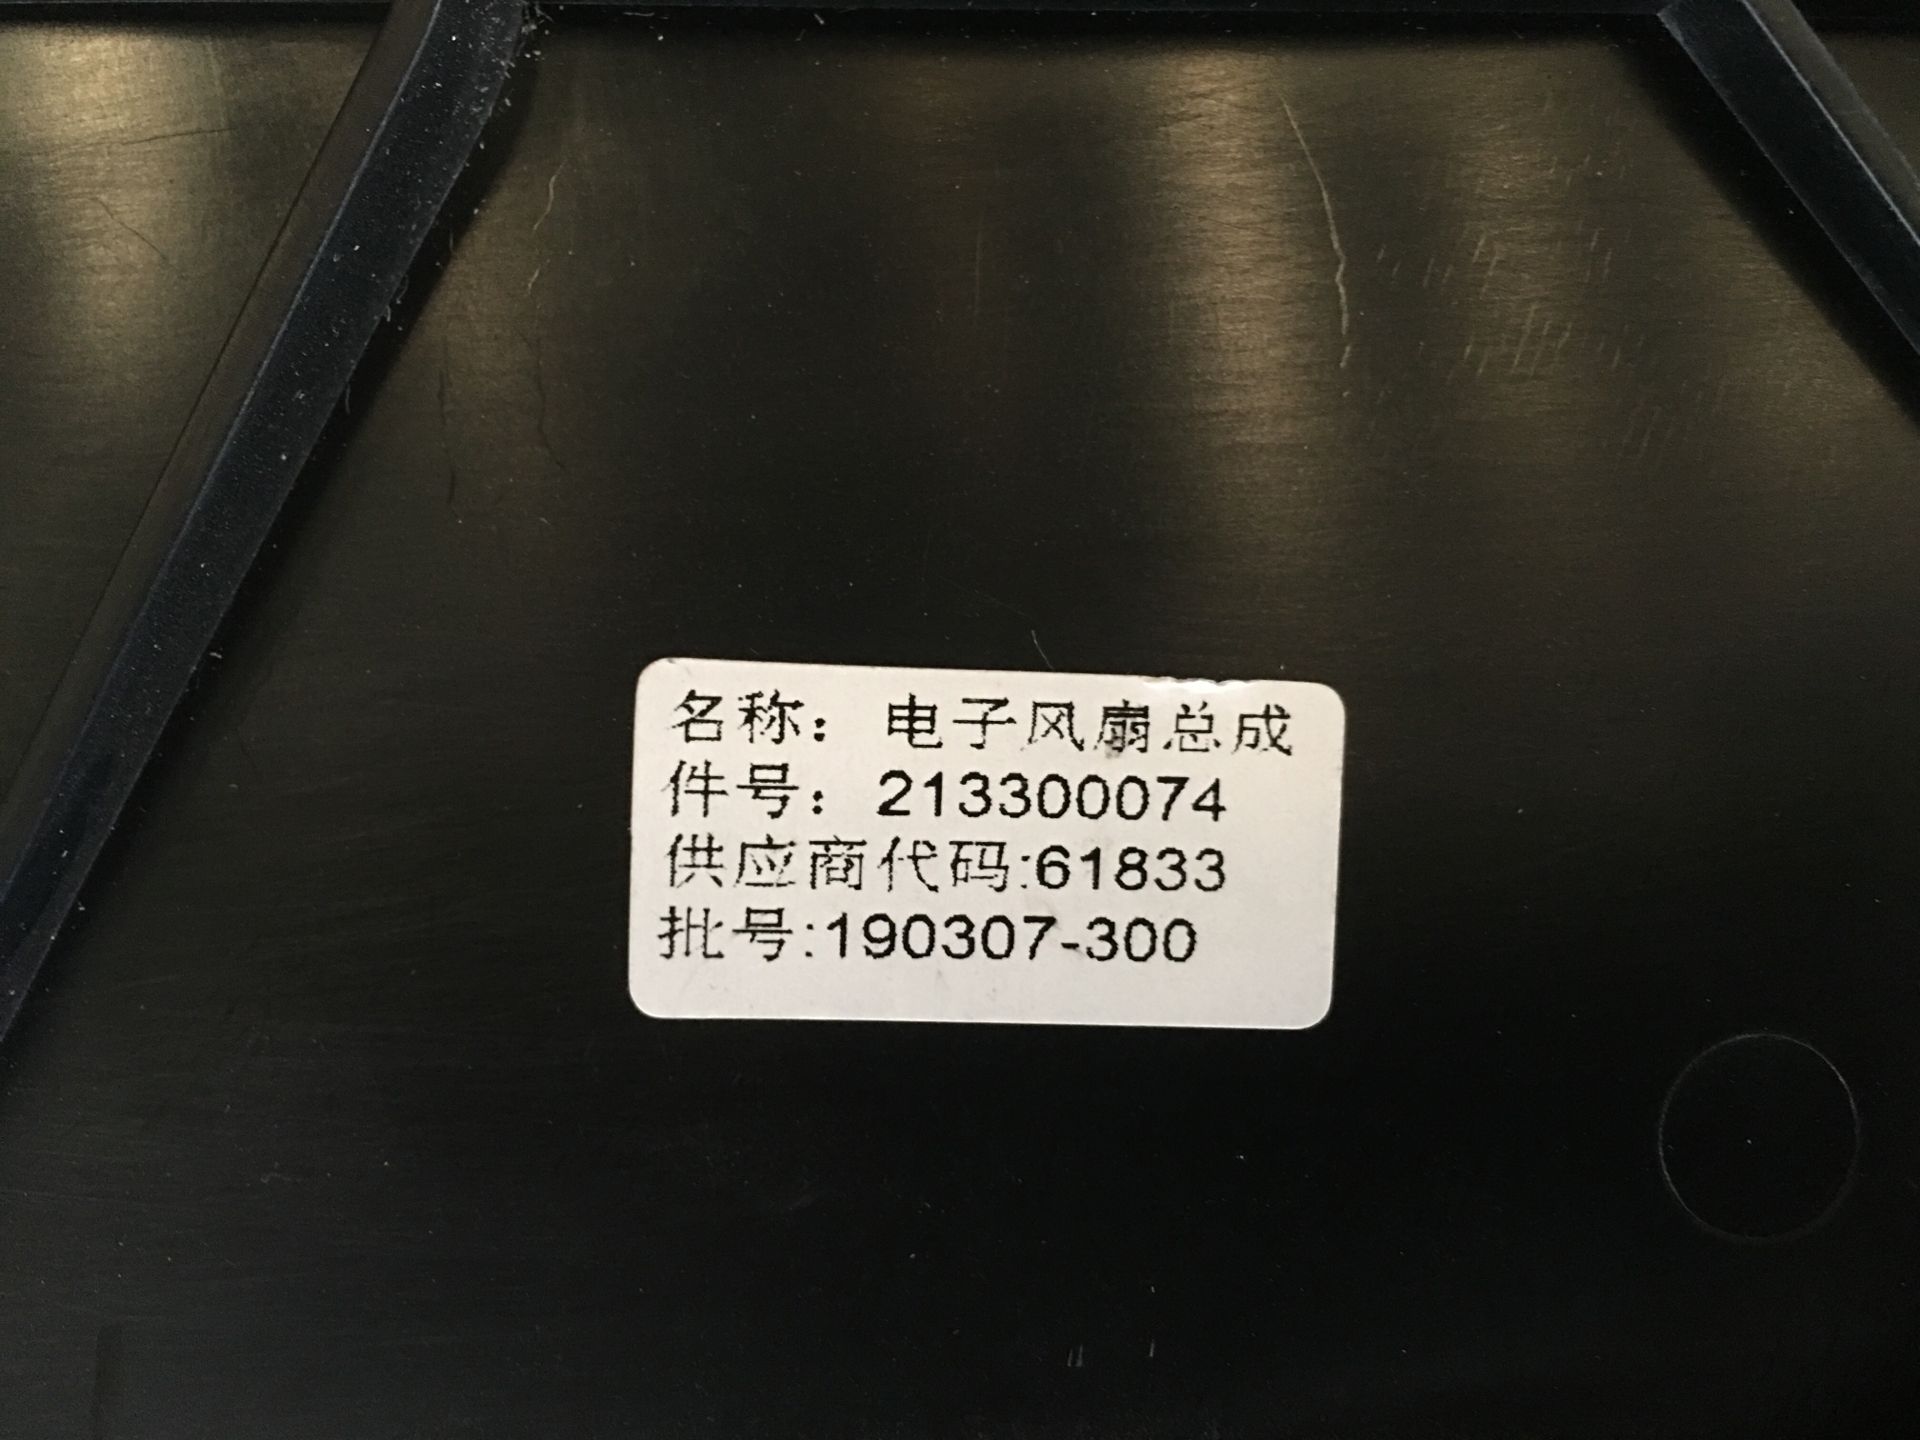 名称： 电子风扇总成
件号： 213300074
供应商代码:61833
批号:190307-300